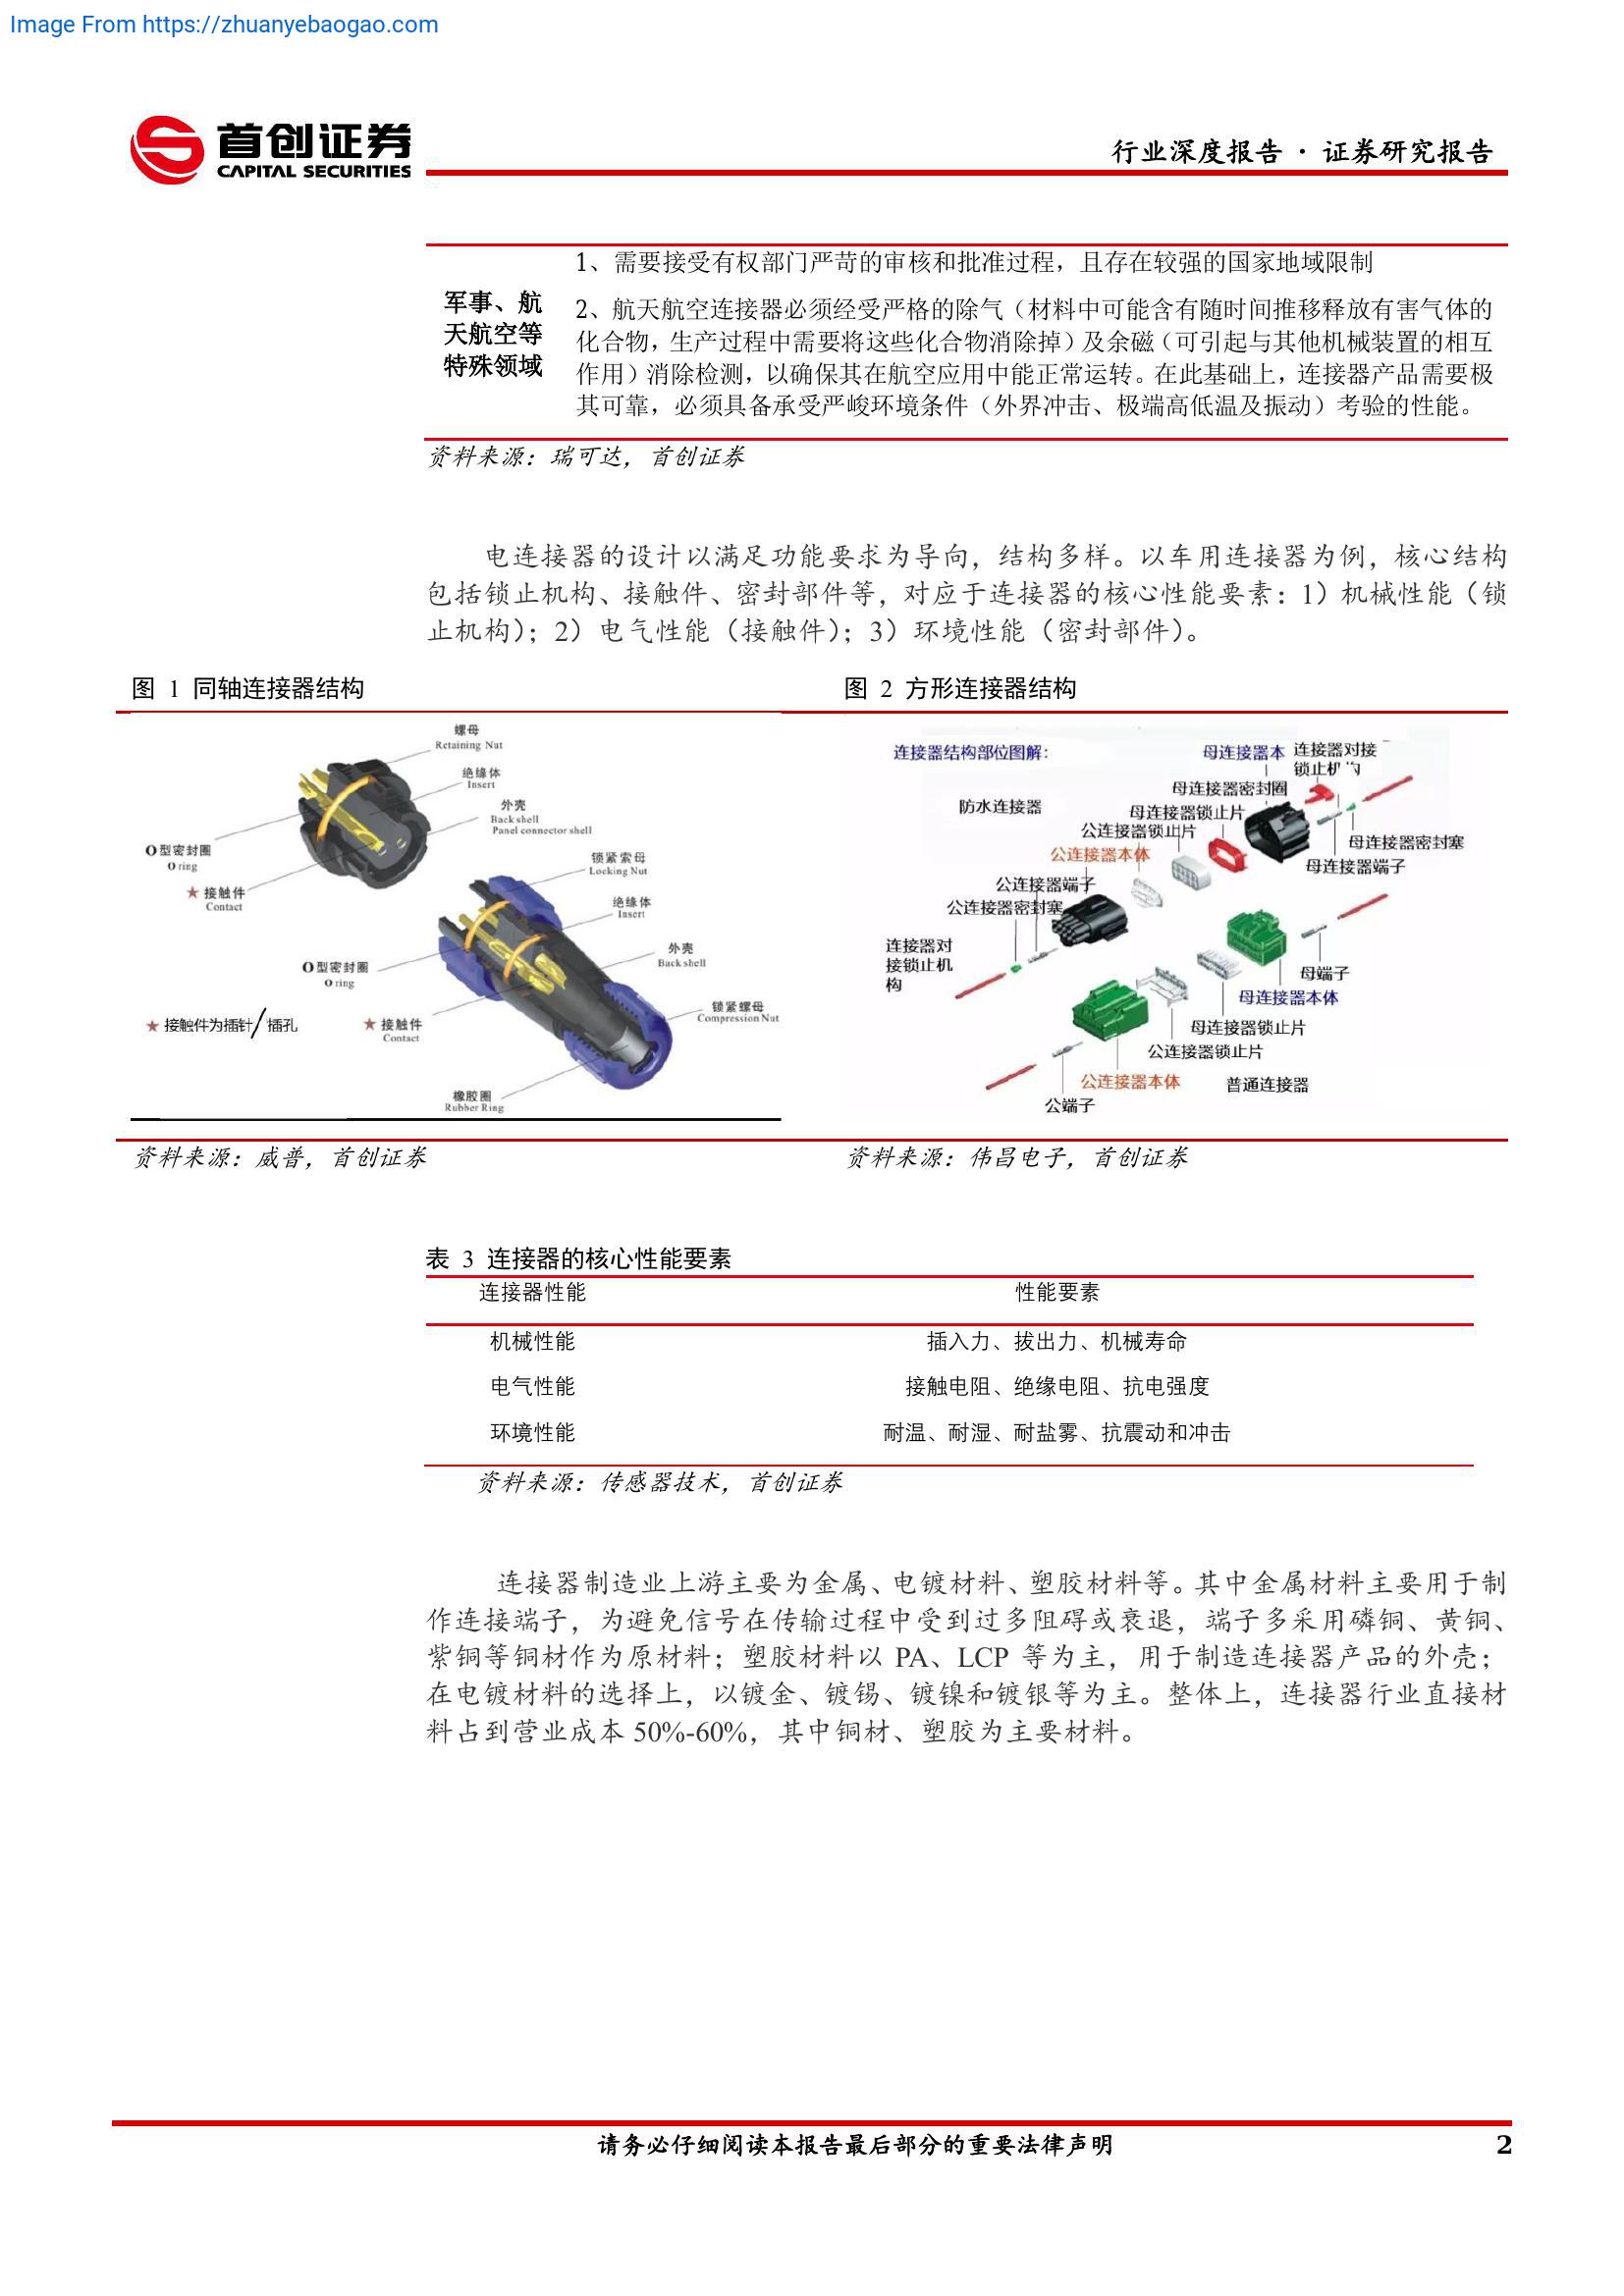 Image From https://zhuanyebaogao.com
首创证券
CAPITAL SECURITIES
行业深度报告 · 证券研究报告
军事、航
天航空等
特殊领域
1、需要接受有权部门严苛的审核和批准过程，且存在较强的国家地域限制
2、航天航空连接器必须经受严格的除气（材料中可能含有随时间推移释放有害气体的
化合物，生产过程中需要将这些化合物消除掉）及余磁（可引起与其他机械装置的相互
作用）消除检测，以确保其在航空应用中能正常运转。在此基础上，连接器产品需要极
其可靠，必须具备承受严峻环境条件（外界冲击、极端高低温及振动）考验的性能。
资料来源：瑞可达，首创证券
电连接器的设计以满足功能要求为导向，结构多样。以车用连接器为例，核心结构
包括锁止机构、接触件、密封部件等，对应于连接器的核心性能要素：1）机械性能（锁
止机构）；2）电气性能（接触件）；3）环境性能（密封部件）。
图 1 同轴连接器结构
螺母
Retaining Nut
绝缘体
Insert
外壳
Back shell
Panel connector shell
O型密封圈
O ring
★ 接触件
Contact
锁紧索母
Locking Nut
绝缘体
Insert
外壳
Back shell
O型密封圈
O ring
锁紧螺母
Compression Nut
★ 接触件为插针/插孔
★ 接触件
Contact
橡胶圈
Rubber Ring
资料来源：威普，首创证券
图 2 方形连接器结构
连接器结构部位图解：
母连接器本
连接器对接
锁止机
母连接器密封圈
防水连接器
母连接器锁止片
公连接器锁止片
母连接器密封塞
公连接器本体
母连接器端子
公连接器端子
公连接器密封塞
连接器对
接锁止机
构
母端子
母连接器本体
母连接器锁止片
公连接器锁止片
公连接器本体
普通连接器
公端子
资料来源：伟昌电子，首创证券
表 3 连接器的核心性能要素
连接器性能 性能要素
机械性能 插入力、拔出力、机械寿命
电气性能 接触电阻、绝缘电阻、抗电强度
环境性能 耐温、耐湿、耐盐雾、抗震动和冲击
资料来源：传感器技术，首创证券
连接器制造业上游主要为金属、电镀材料、塑胶材料等。其中金属材料主要用于制
作连接端子，为避免信号在传输过程中受到过多阻碍或衰退，端子多采用磷铜、黄铜、
紫铜等铜材作为原材料；塑胶材料以 PA、LCP 等为主，用于制造连接器产品的外壳；
在电镀材料的选择上，以镀金、镀锡、镀镍和镀银等为主。整体上，连接器行业直接材
料占到营业成本 50%-60%，其中铜材、塑胶为主要材料。
请务必仔细阅读本报告最后部分的重要法律声明
2